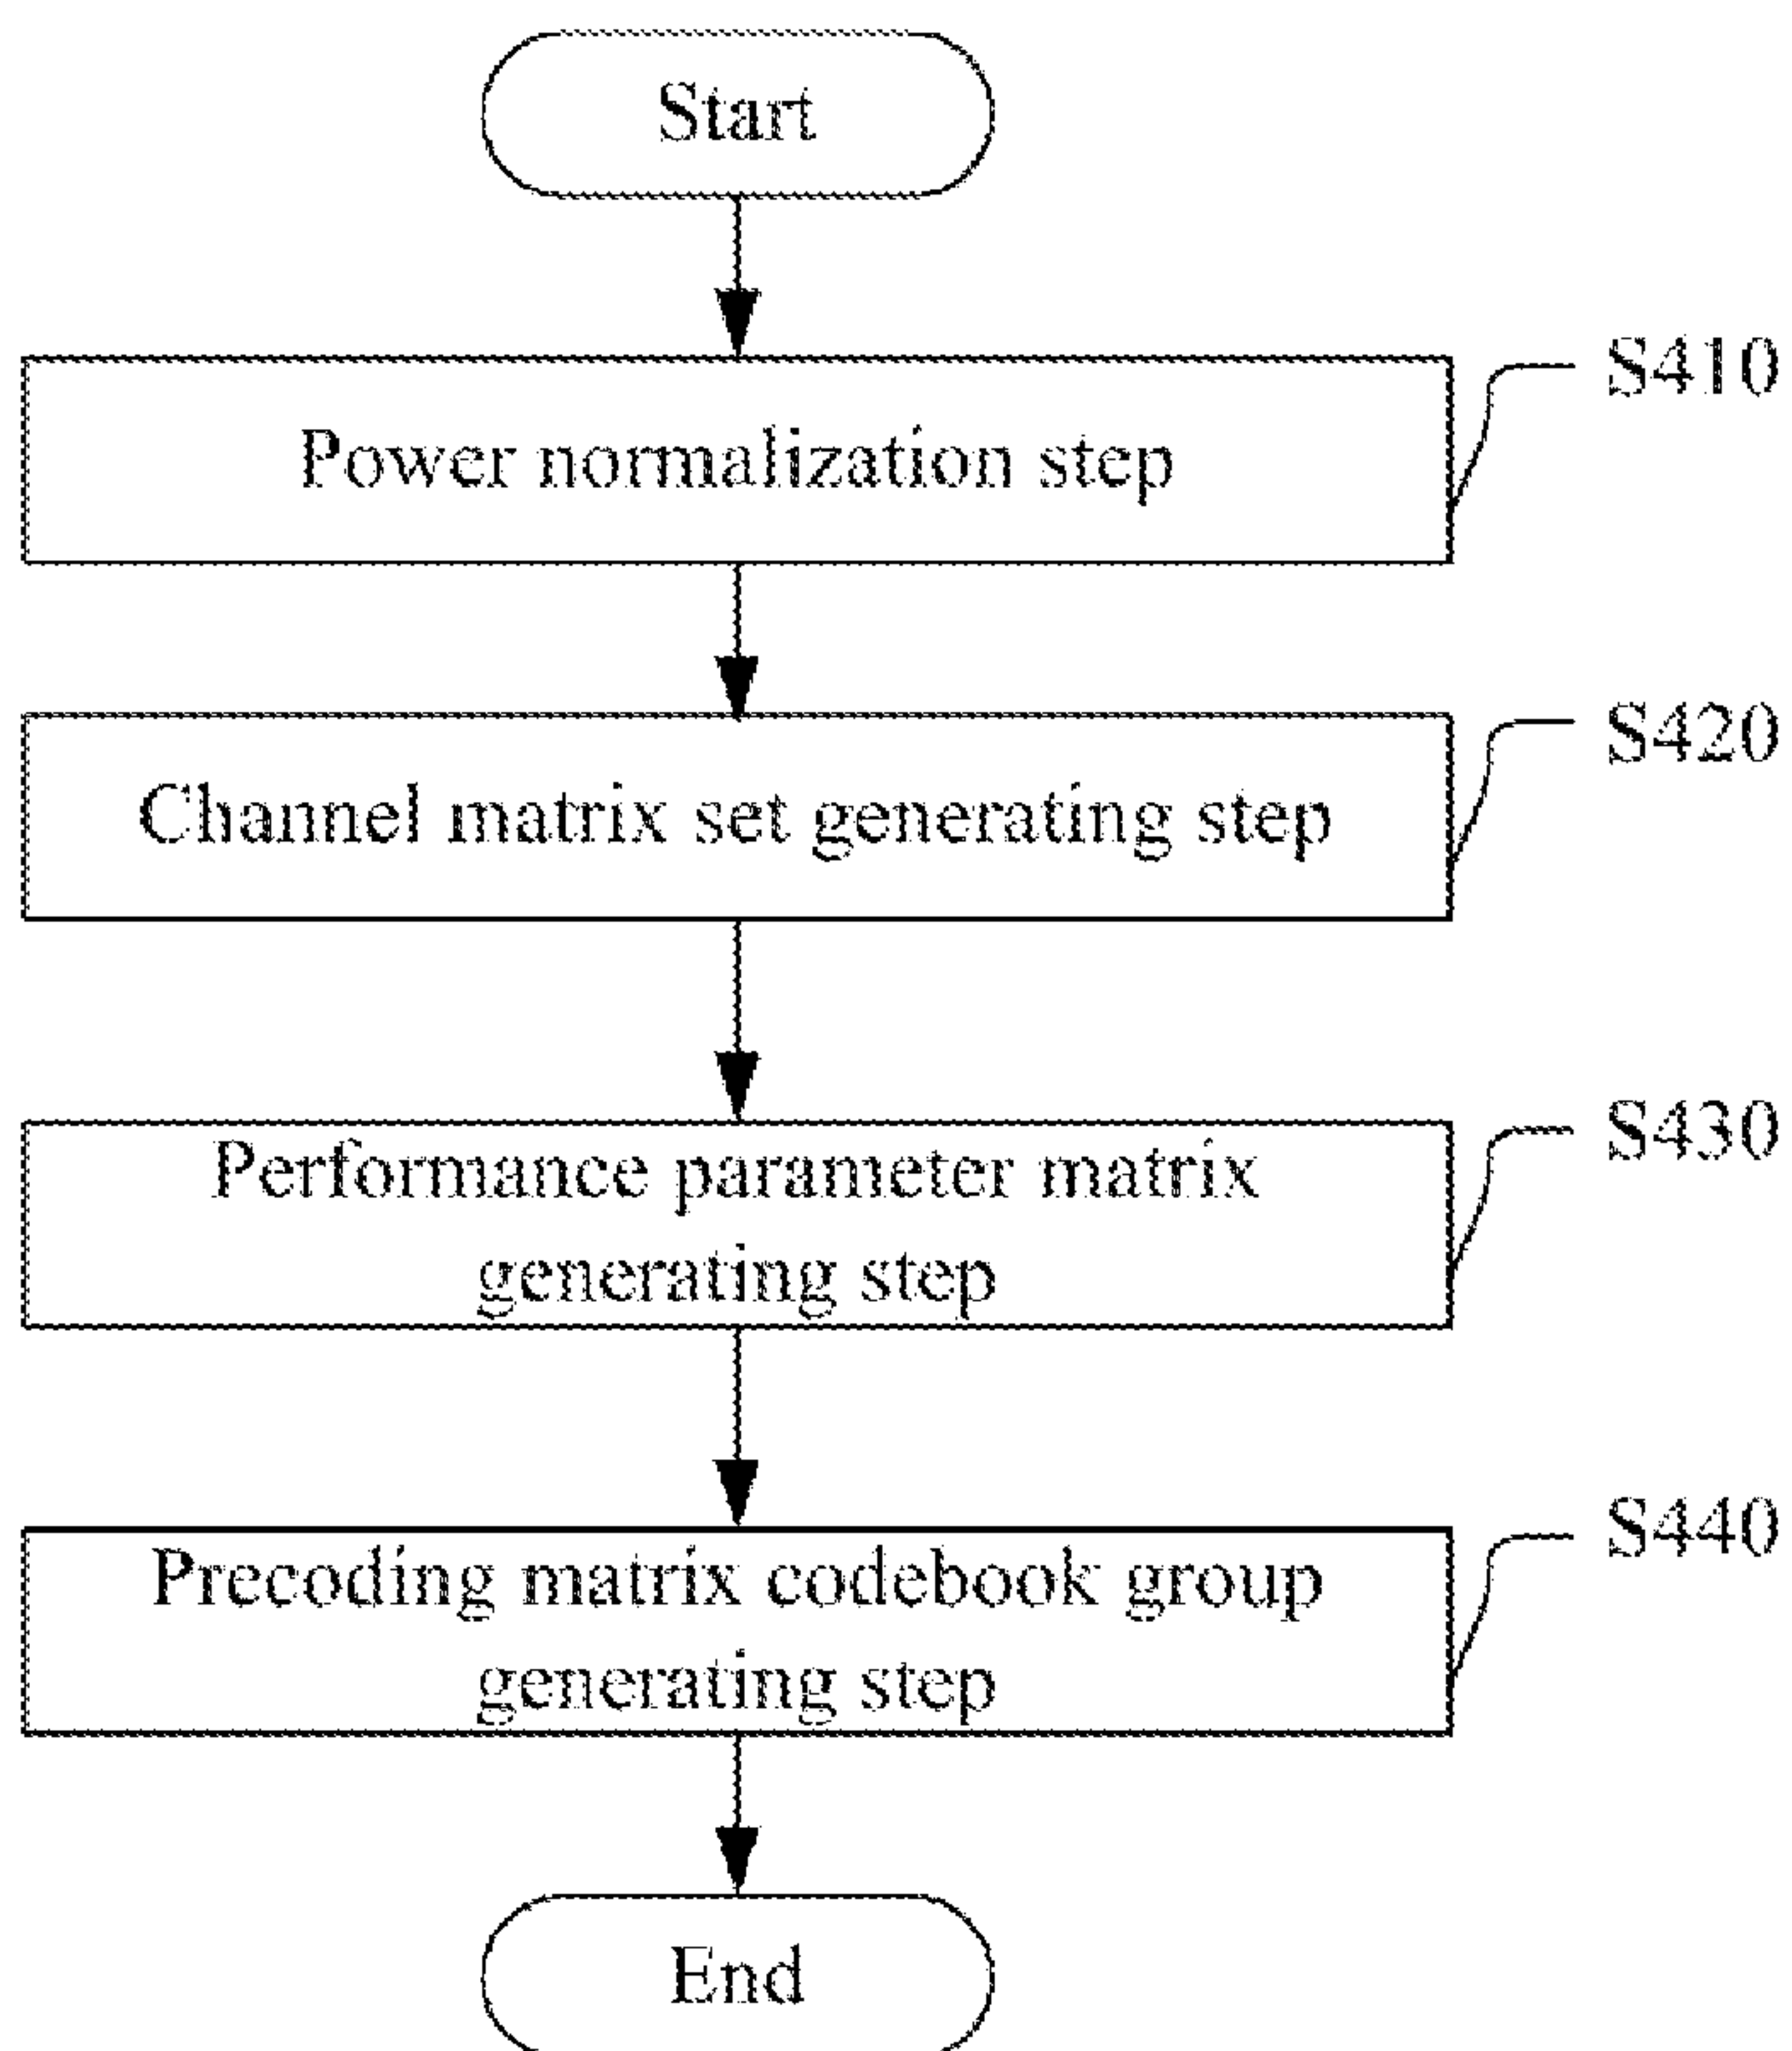 Start
S410
Power normalization step
S420
Channel matrix set generating step
S430
Performance parameter matrix
generating step
S440
Precoding matrix codebook group
generating step
End